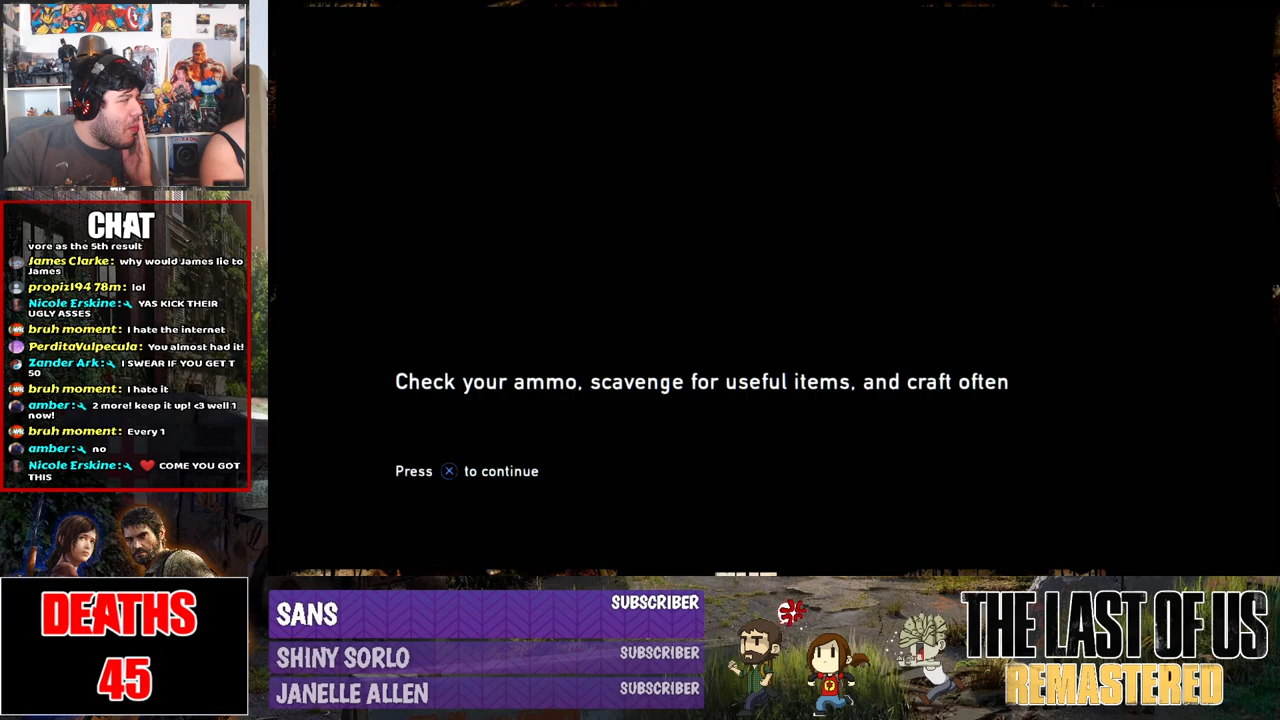 CHAT
vore as the 5th result
James Clarke: why would James lie to
James
propiz194 78m: lol
Nicole Erskine: YAS KICK THEIR
UGLY ASSES
bruh moment: I hate the internet
PerditaVulpecula: You almost had it!
Zander Ark: I SWEAR IF YOU GET T
50
bruh moment: I hate it
amber: 2 more! keep it up! <3 well 1
now!
bruh moment: Every 1
amber: no
Nicole Erskine: ❤️ COME YOU GOT
THIS
Check your ammo, scavenge for useful items, and craft often
Press ⊗ to continue
DEATHS
45
SANS SUBSCRIBER
SHINY SORLO SUBSCRIBER
JANELLE ALLEN SUBSCRIBER
THE LAST OF US
REMASTERED